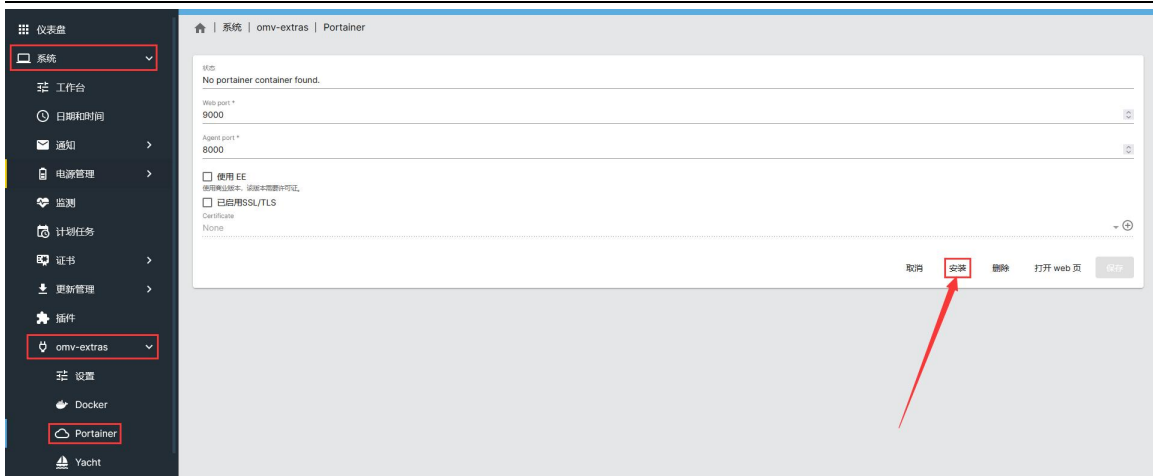 仪表盘
系统
工作台
日期和时间
通知
电源管理
监测
计划任务
证书
更新管理
插件
omv-extras
设置
Docker
Portainer
Yacht
| 系统 | omv-extras | Portainer
状态
No portainer container found.
Web port *
9000
Agent port *
8000
使用 EE
使用商业版本、该版本需要许可证。
已启用SSL/TLS
Certificate
None
取消 安装 删除 打开 web 页 保存